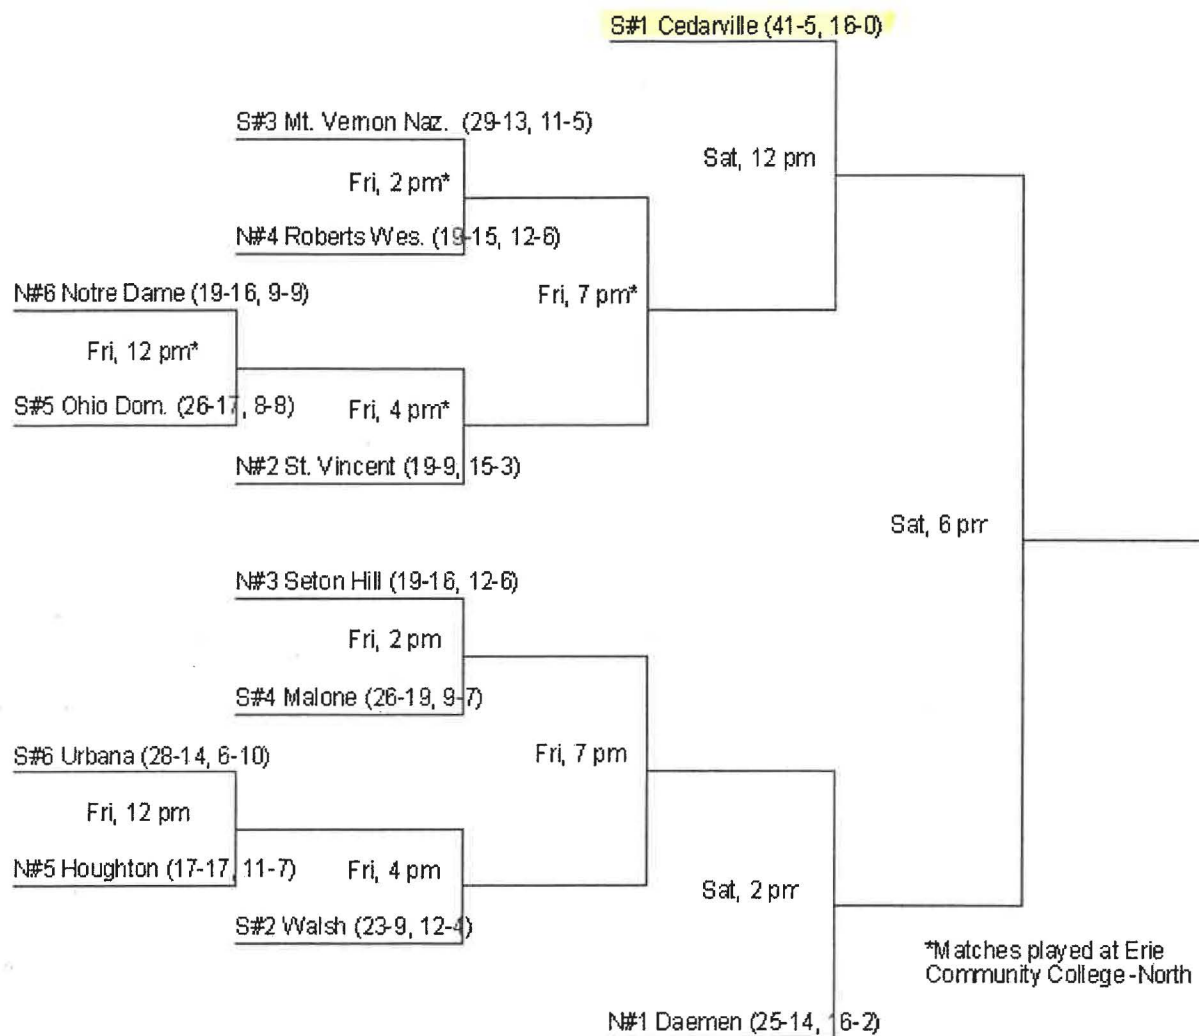 S#1 Cedarville (41-5, 16-0)
S#3 Mt. Vernon Naz. (29-13, 11-5)
Sat, 12 pm
Fri, 2 pm*
N#4 Roberts Wes. (19-15, 12-6)
N#6 Notre Dame (19-16, 9-9)
Fri, 7 pm*
Fri, 12 pm*
S#5 Ohio Dom. (26-17, 8-8)
Fri, 4 pm*
N#2 St. Vincent (19-9, 15-3)
Sat, 6 pm
N#3 Seton Hill (19-16, 12-6)
Fri, 2 pm
S#4 Malone (26-19, 9-7)
S#6 Urbana (28-14, 6-10)
Fri, 7 pm
Fri, 12 pm
N#5 Houghton (17-17, 11-7)
Fri, 4 pm
Sat, 2 pm
S#2 Walsh (23-9, 12-4)
*Matches played at Erie
Community College-North
N#1 Daemen (25-14, 16-2)